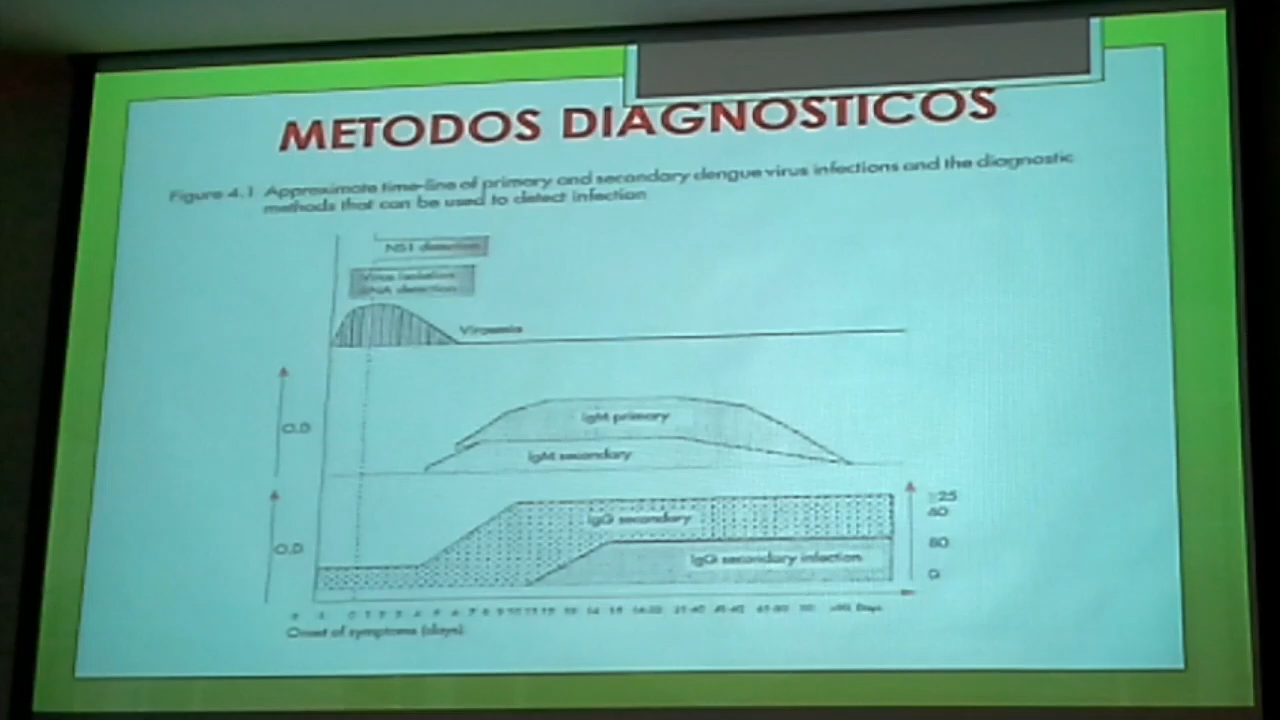 METODOS DIAGNOSTICOS
Figure 4.1 Approximate time-line of primary and secondary dengue virus infections and the diagnostic
methods that can be used to detect infection
NS1 detection
Virus isolation
RNA detection
Viraemia
O.D
IgM primary
IgM secondary
O.D
IgG secondary
IgG secondary infection
80
Days
Onset of symptoms (days)